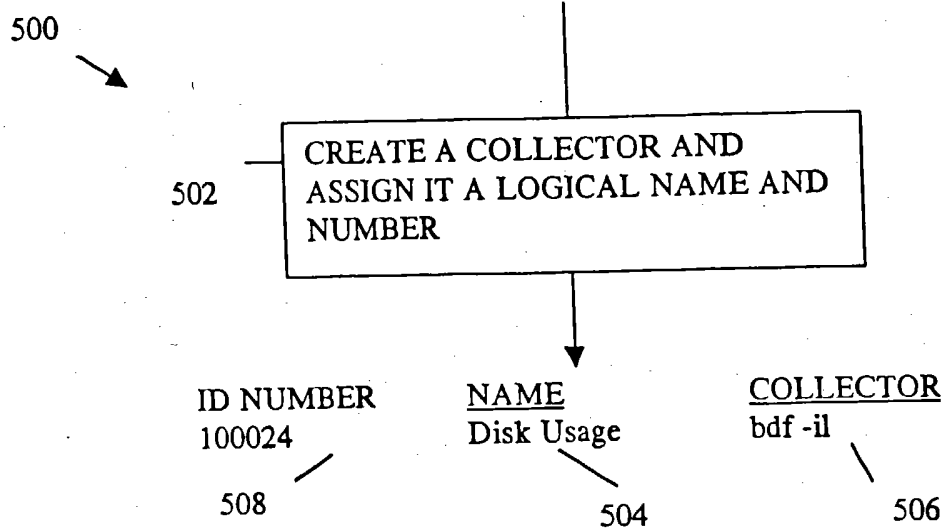 500
CREATE A COLLECTOR AND
ASSIGN IT A LOGICAL NAME AND
NUMBER
502
ID NUMBER NAME COLLECTOR
100024 Disk Usage bdf -il
508 504 506